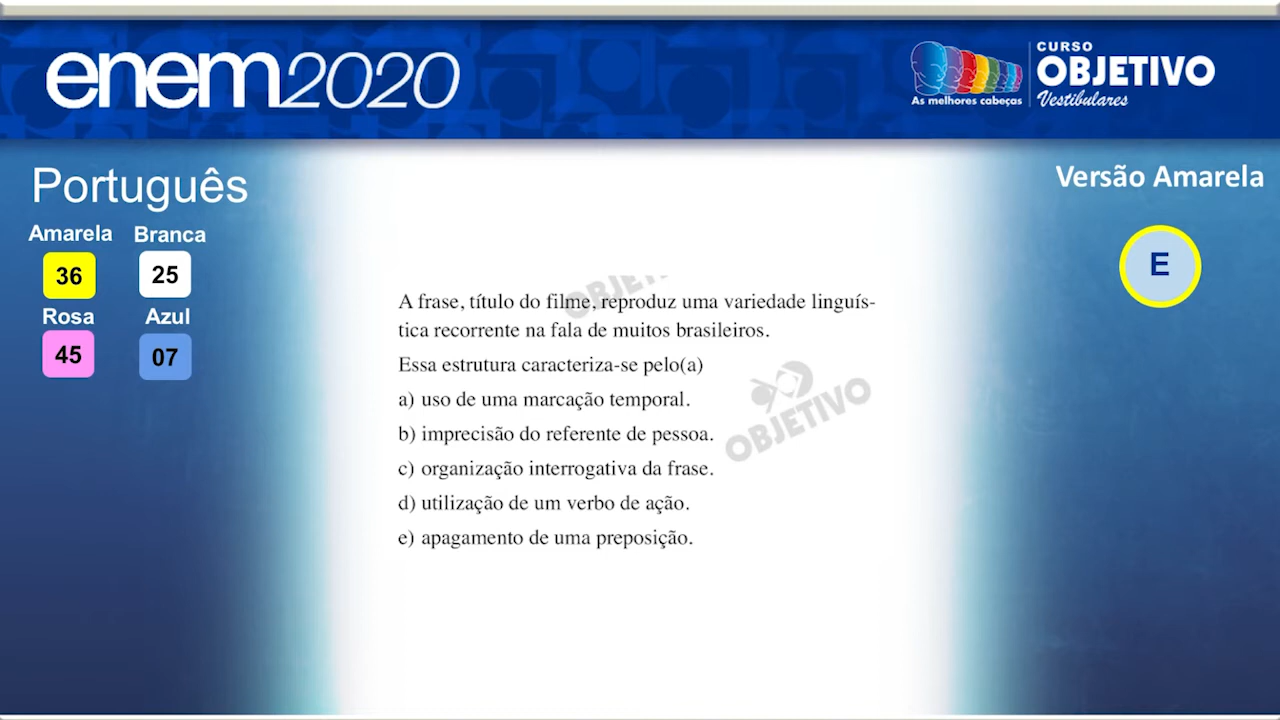 enem2020
CURSO
OBJETIVO
As melhores cabeças
Vestibulares
Português
Versão Amarela
Amarela Branca
36 25
Rosa Azul
45 07
E
OBJETIVO
A frase, título do filme, reproduz uma variedade linguís-
tica recorrente na fala de muitos brasileiros.
Essa estrutura caracteriza-se pelo(a)
a) uso de uma marcação temporal.
b) imprecisão do referente de pessoa.
OBJETIVO
c) organização interrogativa da frase.
d) utilização de um verbo de ação.
e) apagamento de uma preposição.